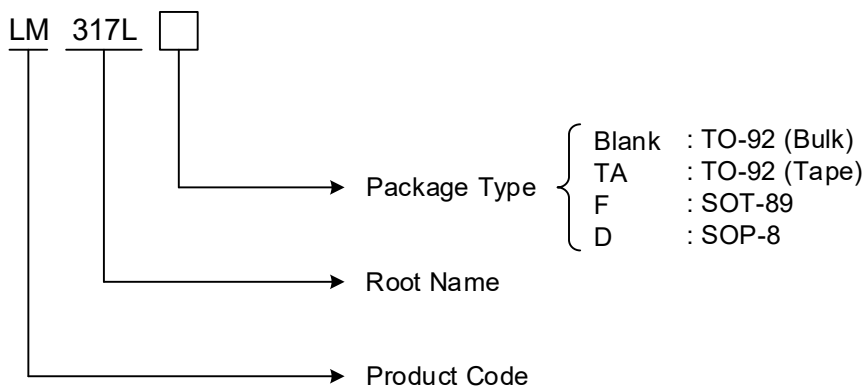 LM 317L
Package Type
Blank : TO-92 (Bulk)
TA : TO-92 (Tape)
F : SOT-89
D : SOP-8
Root Name
Product Code